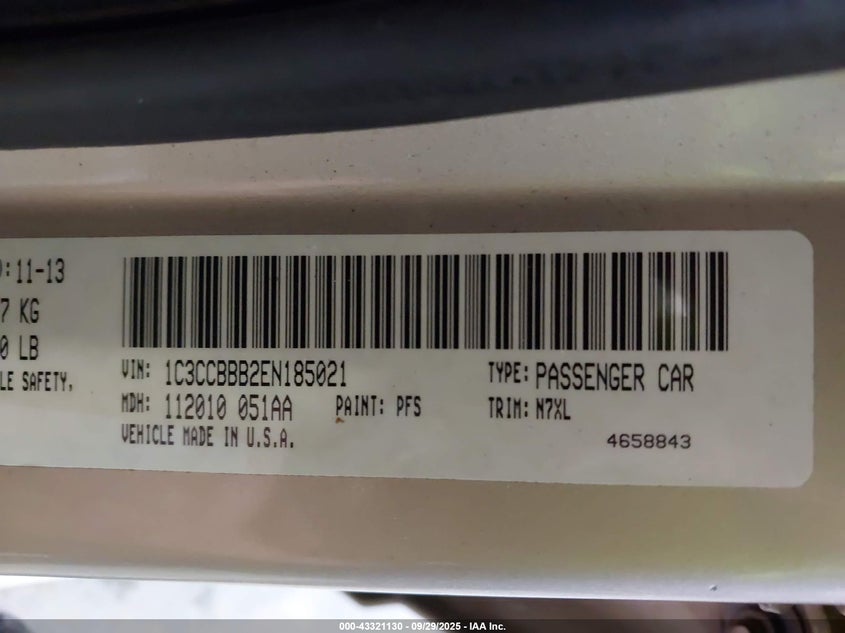 :11-13
7 KG
0 LB
LE SAFETY,
VIN: 1C3CCBBB2EN185021 TYPE: PASSENGER CAR
MDH: 112010 051AA PAINT: PFS TRIM: N7XL
VEHICLE MADE IN U.S.A. 4658843
000-43321130 - 09/29/2025 - IAA Inc.